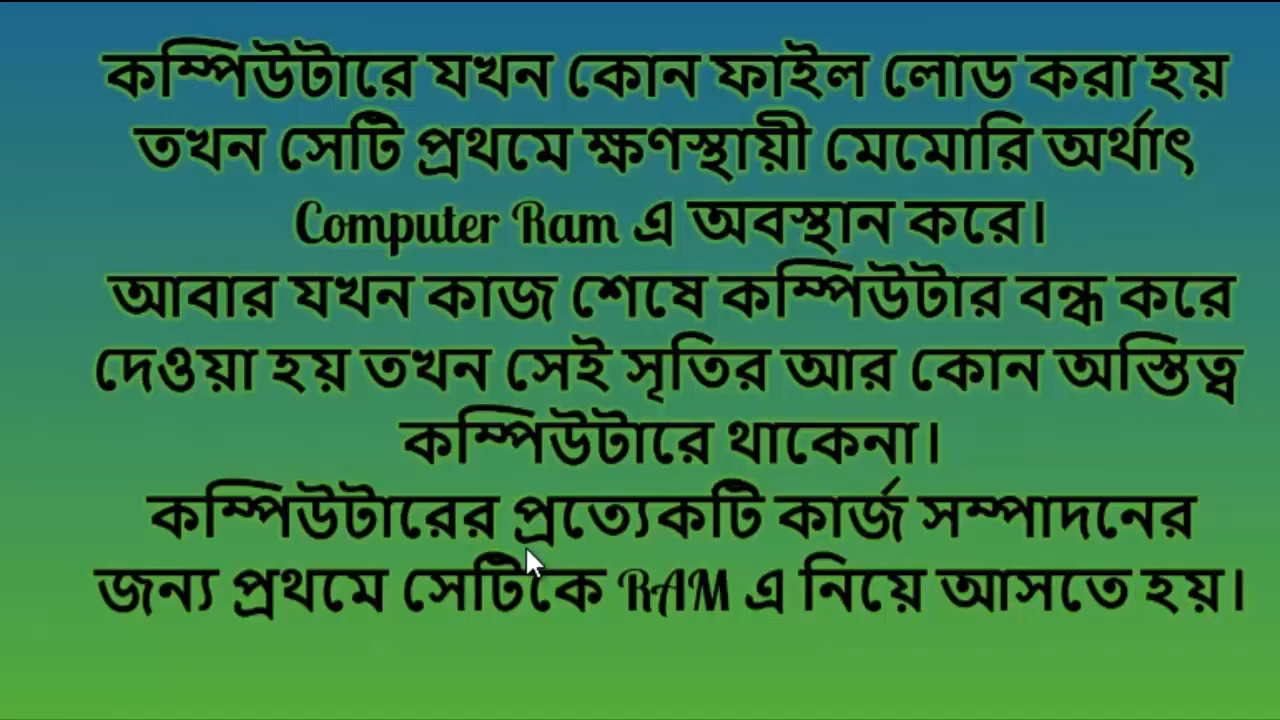 কম্পিউটারে যখন কোন ফাইল লোড করা হয়
তখন সেটি প্রথমে ক্ষণস্থায়ী মেমোরি অর্থাৎ
Computer Ram এ অবস্থান করে।
আবার যখন কাজ শেষে কম্পিউটার বন্ধ করে
দেওয়া হয় তখন সেই সৃতির আর কোন অস্তিত্ব
কম্পিউটারে থাকেনা।
কম্পিউটারের প্রত্যেকটি কার্জ সম্পাদনের
জন্য প্রথমে সেটিকে RAM এ নিয়ে আসতে হয়।